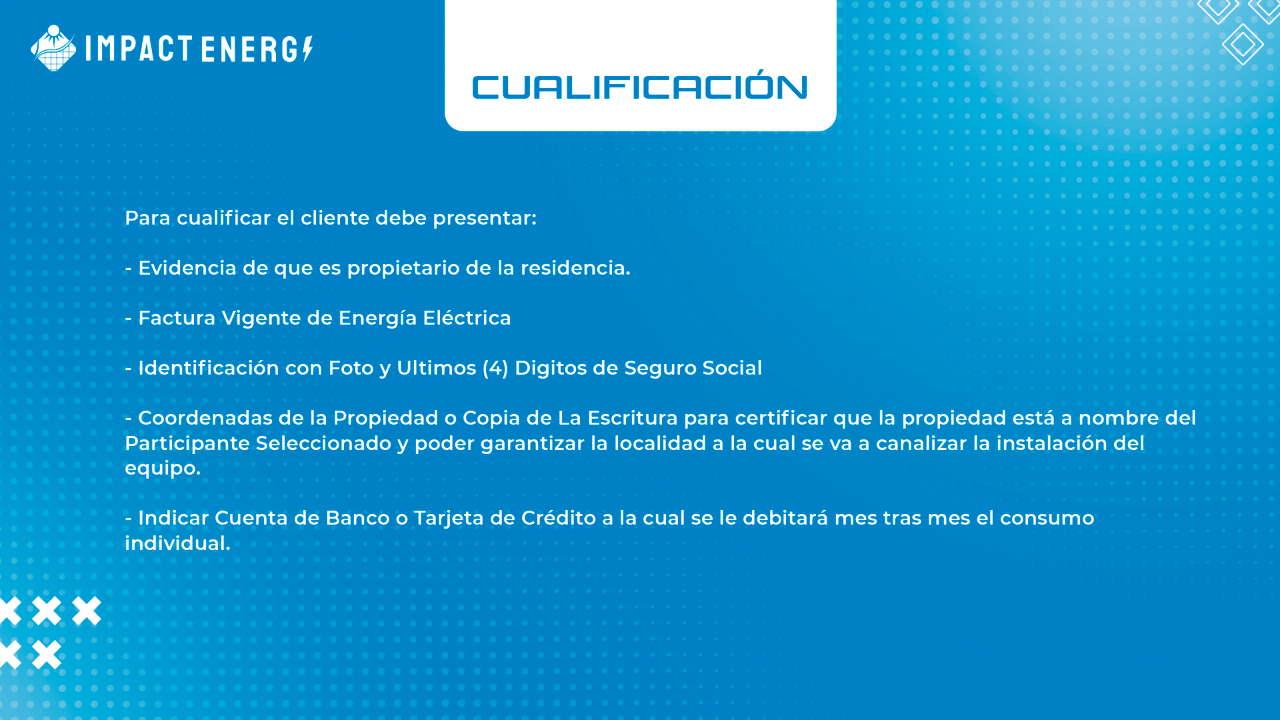 IMPACT ENERGI
CUALIFICACIÓN
Para cualificar el cliente debe presentar:
- Evidencia de que es propietario de la residencia.
- Factura Vigente de Energía Eléctrica
- Identificación con Foto y Ultimos (4) Digitos de Seguro Social
- Coordenadas de la Propiedad o Copia de La Escritura para certificar que la propiedad está a nombre del
Participante Seleccionado y poder garantizar la localidad a la cual se va a canalizar la instalación del
equipo.
- Indicar Cuenta de Banco o Tarjeta de Crédito a la cual se le debitará mes tras mes el consumo
individual.